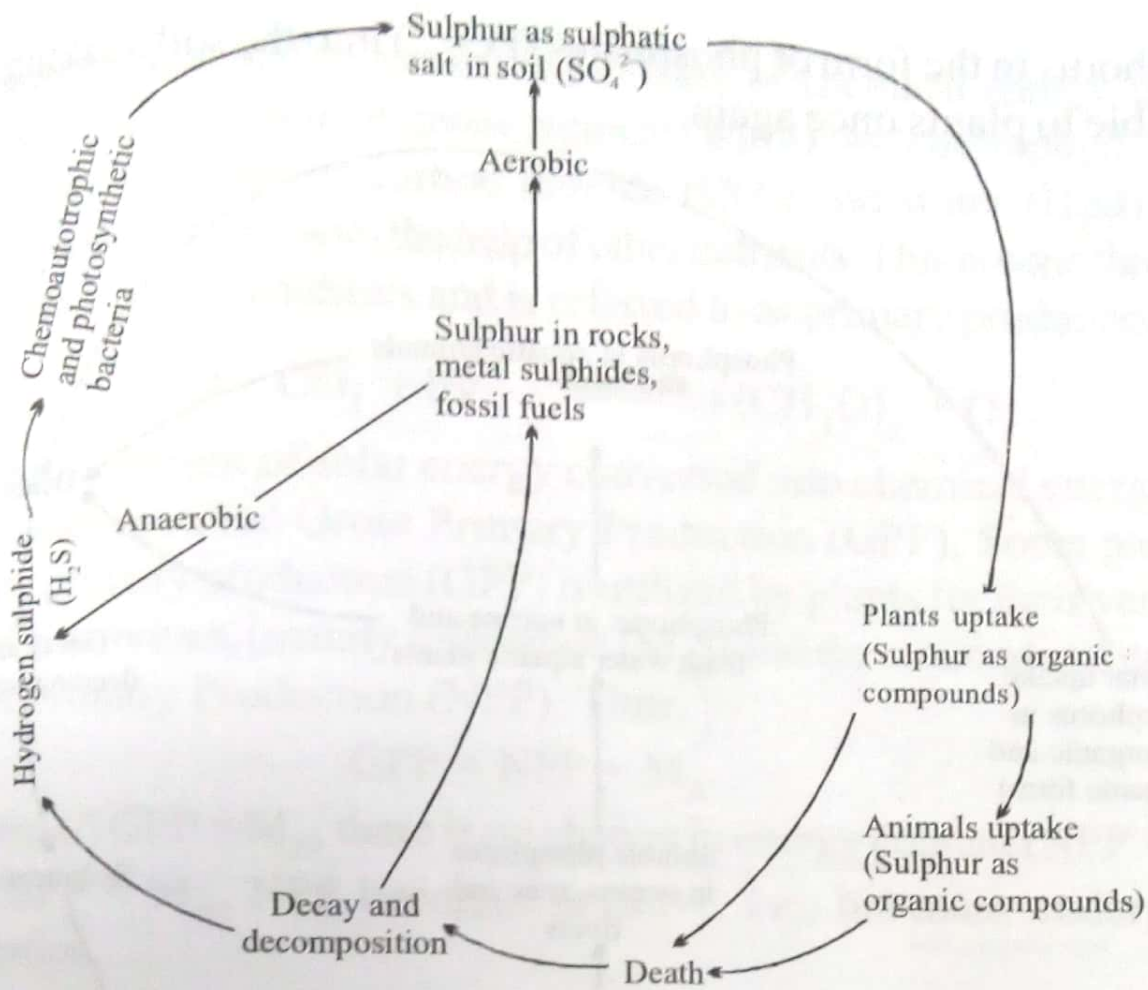 Sulphur as sulphatic
salt in soil (SO₄²⁻)
Aerobic
Chemoautotrophic
and photosynthetic
bacteria
Sulphur in rocks,
metal sulphides,
fossil fuels
Anaerobic
Hydrogen sulphide
(H₂S)
Plants uptake
(Sulphur as organic
compounds)
Animals uptake
(Sulphur as
organic compounds)
Decay and
decomposition
Death